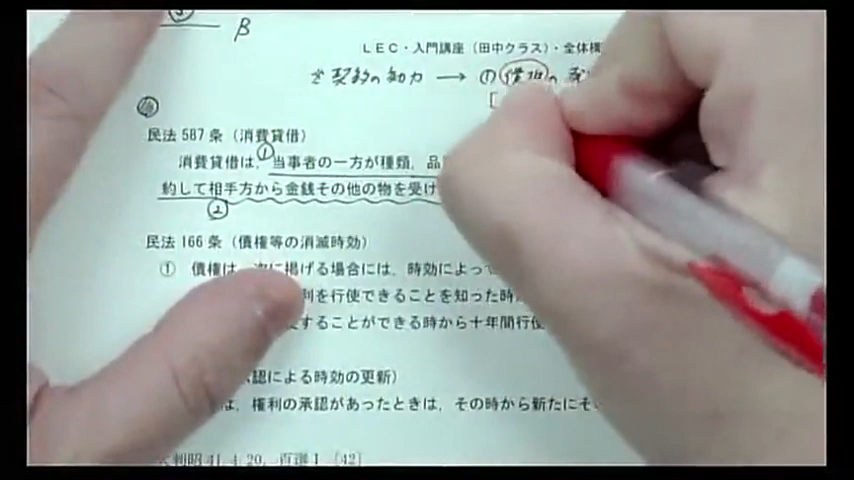 ③
β
LEC・入門講座(田中クラス)・全体構
契約の効力 → ① 債権の発
[
民法 587 条(消費貸借)
①
消費貸借は、当事者の一方が種類、品
約して相手方から金銭その他の物を受け
②
民法 166 条(債権等の消滅時効)
① 債権は、次に掲げる場合には、時効によって
利を行使できることを知った時
することができる時から十年間行使
承認による時効の更新)
は、権利の承認があったときは、その時から新たにそ
大判昭 41.4.20、百選Ⅰ[42]